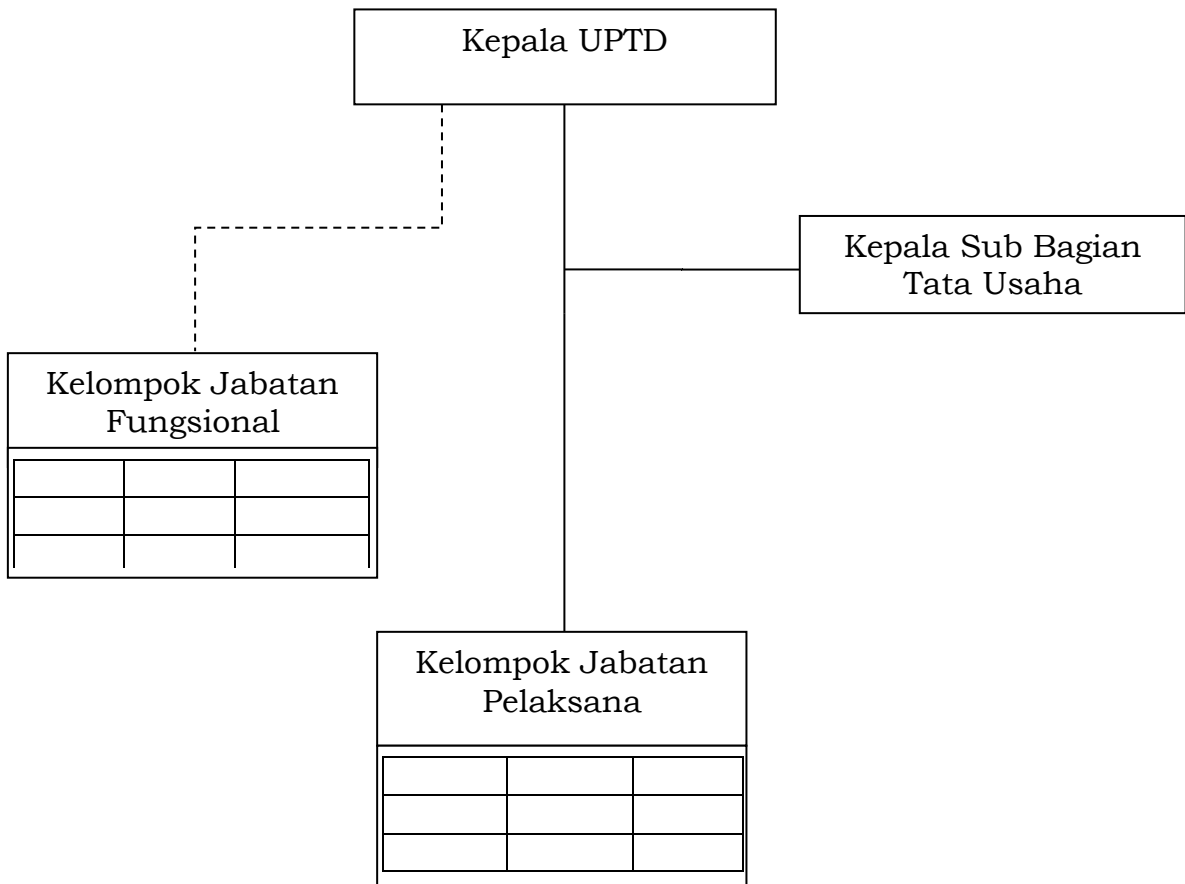 Kepala UPTD
Kepala Sub Bagian
Tata Usaha
Kelompok Jabatan
Fungsional
Kelompok Jabatan
Pelaksana